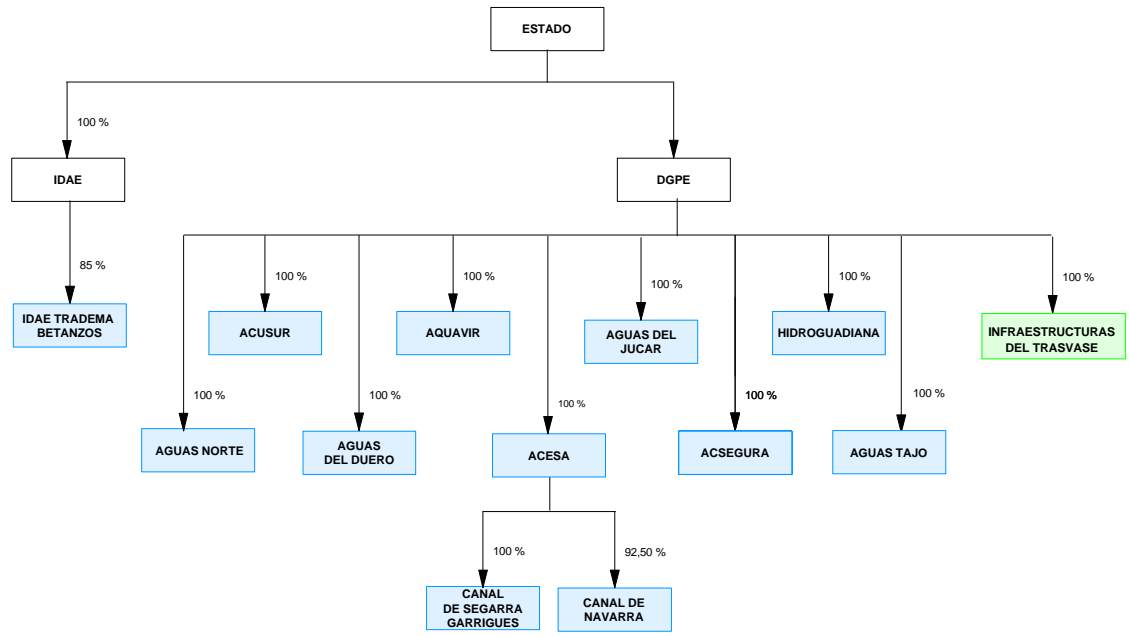 ESTADO
100 %
IDAE
DGPE
85 %
100 %
100 %
100 %
100 %
100 %
IDAE TRADEMA
BETANZOS
ACUSUR
AQUAVIR
AGUAS DEL
JUCAR
HIDROGUADIANA
INFRAESTRUCTURAS
DEL TRASVASE
100 %
100 %
100 %
100 %
100 %
AGUAS NORTE
AGUAS
DEL DUERO
ACESA
ACSEGURA
AGUAS TAJO
100 %
92,50 %
CANAL
DE SEGARRA
GARRIGUES
CANAL DE
NAVARRA